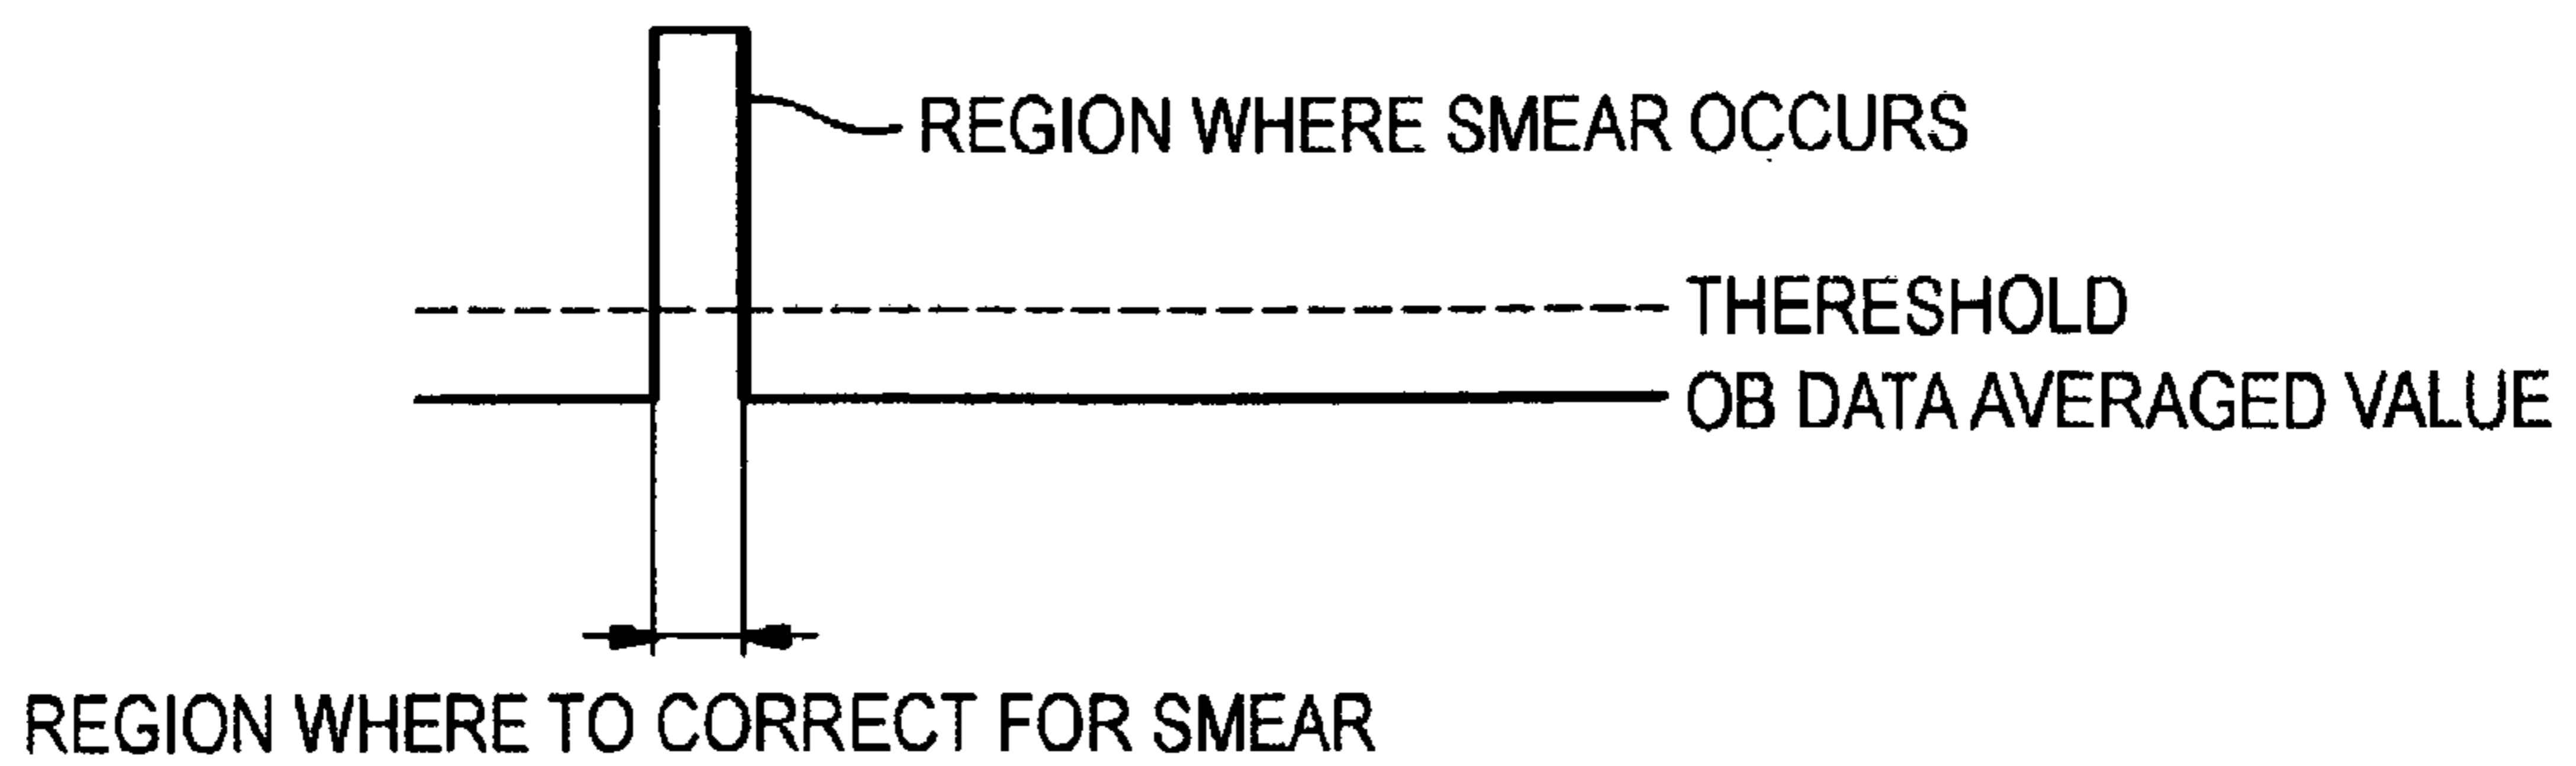 REGION WHERE SMEAR OCCURS
THERESHOLD
OB DATA AVERAGED VALUE
REGION WHERE TO CORRECT FOR SMEAR